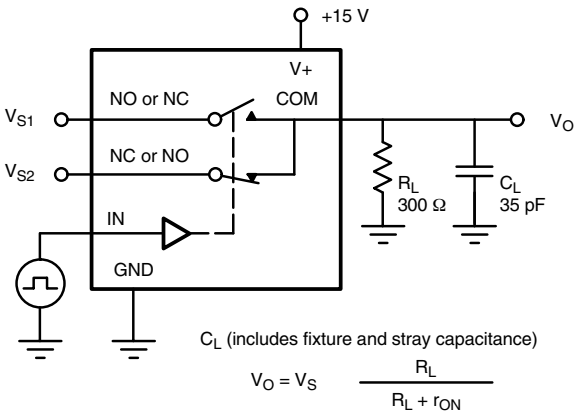 +15 V
V+
NO or NC
COM
VS1
VO
NC or NO
VS2
RL
300 Ω
CL
35 pF
IN
GND
CL (includes fixture and stray capacitance)
VO = VS RL
RL + rON